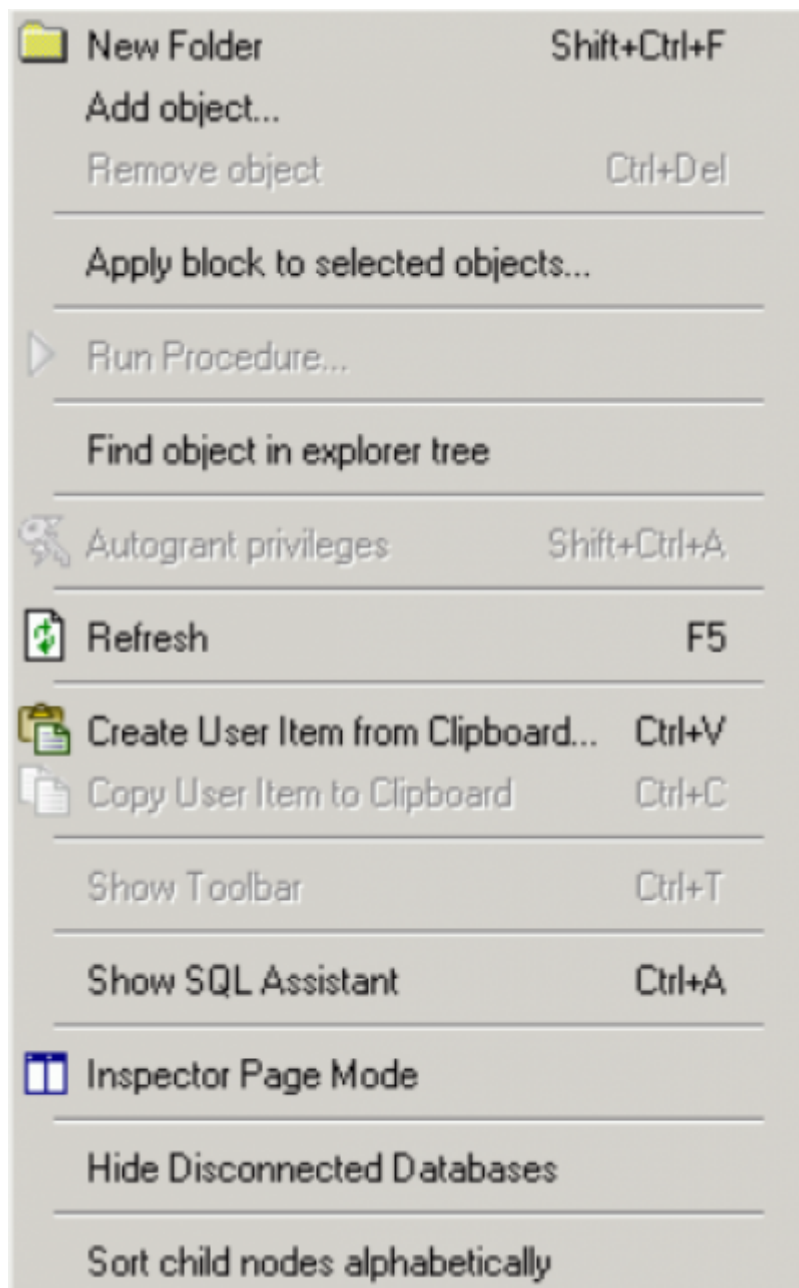 New Folder Shift+Ctrl+F
Add object...
Remove object Ctrl+Del
Apply block to selected objects...
Run Procedure...
Find object in explorer tree
Autogrant privileges Shift+Ctrl+A
Refresh F5
Create User Item from Clipboard... Ctrl+V
Copy User Item to Clipboard Ctrl+C
Show Toolbar Ctrl+T
Show SQL Assistant Ctrl+A
Inspector Page Mode
Hide Disconnected Databases
Sort child nodes alphabetically